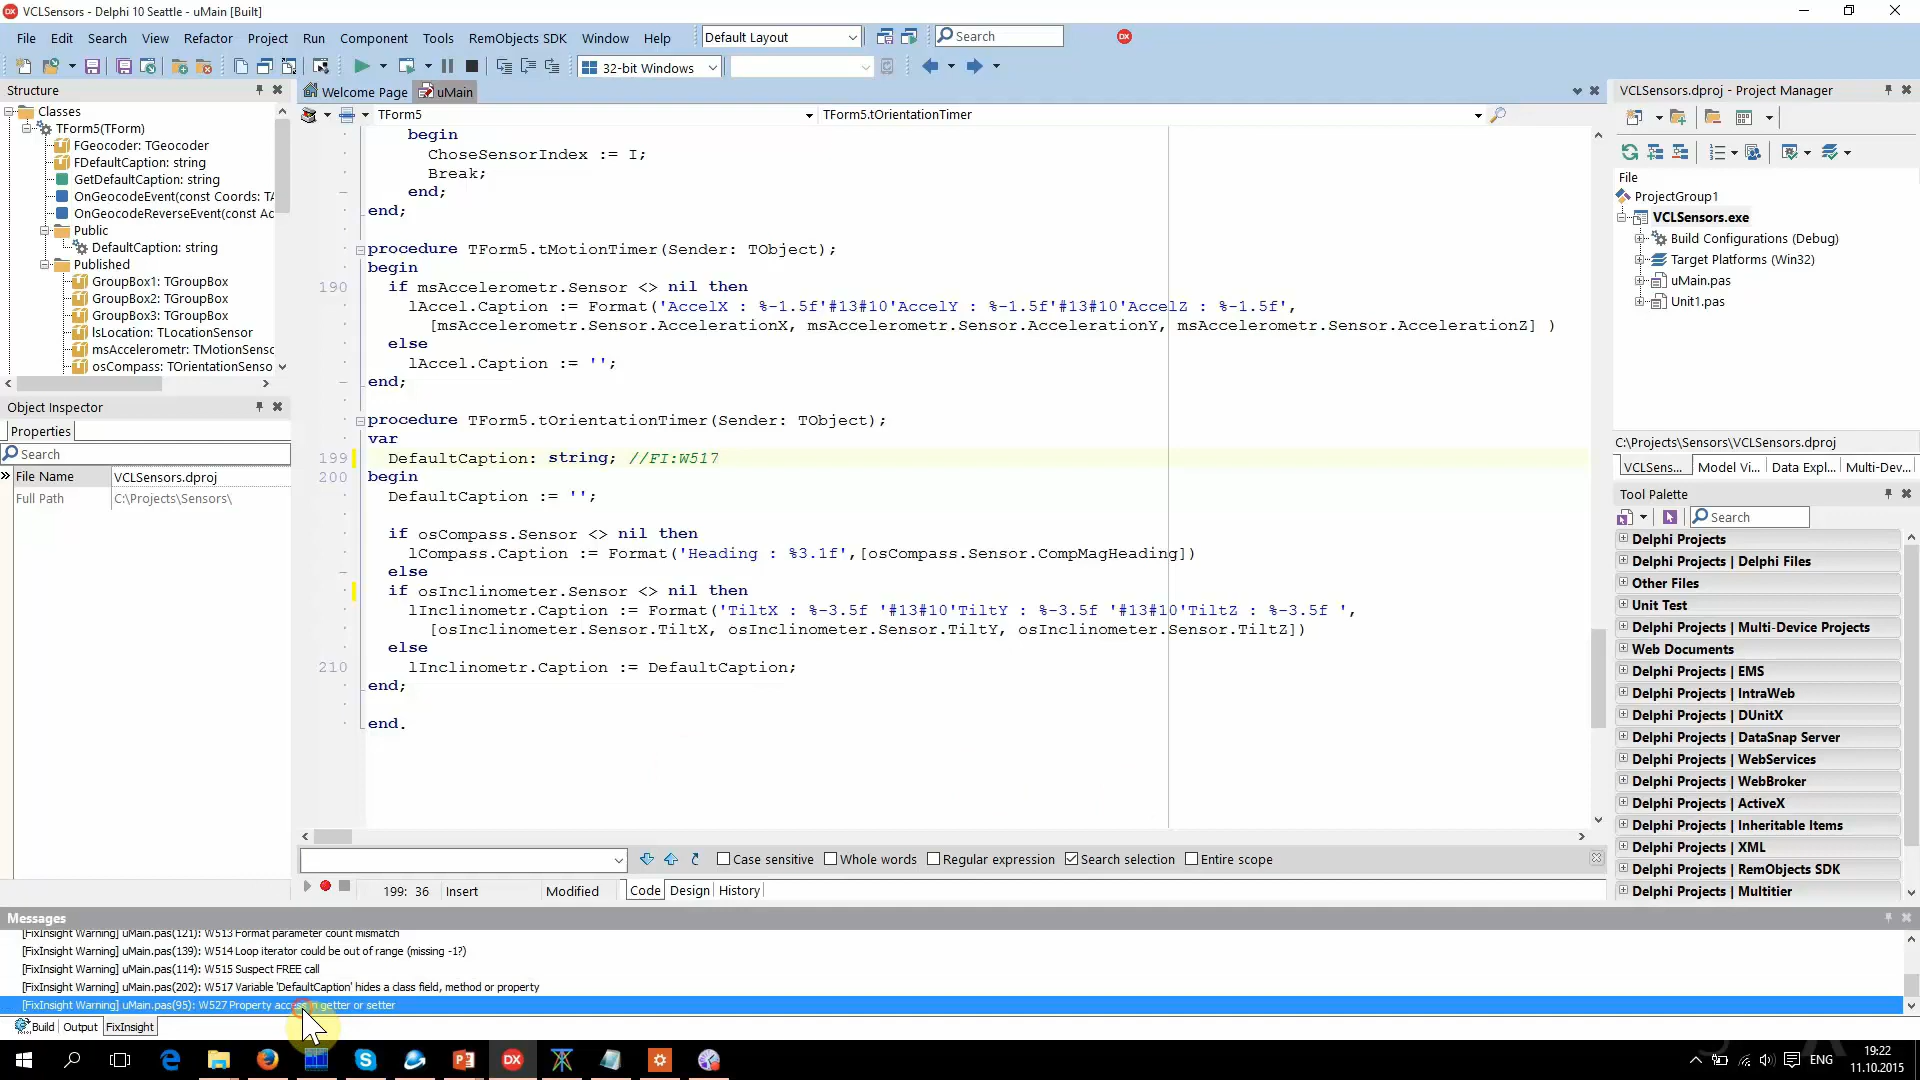 VCLSensors - Delphi 10 Seattle - uMain [Built]
File Edit Search View Refactor Project Run Component Tools RemObjects SDK Window Help
Default Layout
Search
32-bit Windows
Structure
Classes
TForm5(TForm)
FGeocoder: TGeocoder
FDefaultCaption: string
GetDefaultCaption: string
OnGeocodeEvent(const Coords: TA
OnGeocodeReverseEvent(const Ac
Public
DefaultCaption: string
Published
GroupBox1: TGroupBox
GroupBox2: TGroupBox
GroupBox3: TGroupBox
lsLocation: TLocationSensor
msAccelerometr: TMotionSenso
osCompass: TOrientationSenso
Object Inspector
Properties
Search
File Name VCLSensors.dproj
Full Path C:\Projects\Sensors\
Welcome Page uMain
TForm5 TForm5.tOrientationTimer
begin
ChoseSensorIndex := I;
Break;
end;
end;
procedure TForm5.tMotionTimer(Sender: TObject);
begin
190 if msAccelerometr.Sensor <> nil then
lAccel.Caption := Format('AccelX : %-1.5f'#13#10'AccelY : %-1.5f'#13#10'AccelZ : %-1.5f',
[msAccelerometr.Sensor.AccelerationX, msAccelerometr.Sensor.AccelerationY, msAccelerometr.Sensor.AccelerationZ] )
else
lAccel.Caption := '';
end;
procedure TForm5.tOrientationTimer(Sender: TObject);
var
199 DefaultCaption: string; //FI:W517
200 begin
DefaultCaption := '';
if osCompass.Sensor <> nil then
lCompass.Caption := Format('Heading : %3.1f',[osCompass.Sensor.CompMagHeading])
else
if osInclinometer.Sensor <> nil then
lInclinometr.Caption := Format('TiltX : %-3.5f '#13#10'TiltY : %-3.5f '#13#10'TiltZ : %-3.5f ',
[osInclinometer.Sensor.TiltX, osInclinometer.Sensor.TiltY, osInclinometer.Sensor.TiltZ])
else
210 lInclinometr.Caption := DefaultCaption;
end;
end.
Case sensitive Whole words Regular expression Search selection Entire scope
199: 36 Insert Modified Code Design History
VCLSensors.dproj - Project Manager
File
ProjectGroup1
VCLSensors.exe
Build Configurations (Debug)
Target Platforms (Win32)
uMain.pas
Unit1.pas
C:\Projects\Sensors\VCLSensors.dproj
VCLSens... Model Vi... Data Expl... Multi-Dev...
Tool Palette
Search
Delphi Projects
Delphi Projects | Delphi Files
Other Files
Unit Test
Delphi Projects | Multi-Device Projects
Web Documents
Delphi Projects | EMS
Delphi Projects | IntraWeb
Delphi Projects | DUnitX
Delphi Projects | DataSnap Server
Delphi Projects | WebServices
Delphi Projects | WebBroker
Delphi Projects | ActiveX
Delphi Projects | Inheritable Items
Delphi Projects | XML
Delphi Projects | RemObjects SDK
Delphi Projects | Multitier
Messages
[FixInsight Warning] uMain.pas(121): W513 Format parameter count mismatch
[FixInsight Warning] uMain.pas(139): W514 Loop iterator could be out of range (missing -1?)
[FixInsight Warning] uMain.pas(114): W515 Suspect FREE call
[FixInsight Warning] uMain.pas(202): W517 Variable 'DefaultCaption' hides a class field, method or property
[FixInsight Warning] uMain.pas(95): W527 Property access in getter or setter
Build Output FixInsight
DX
ENG
19:22
11.10.2015